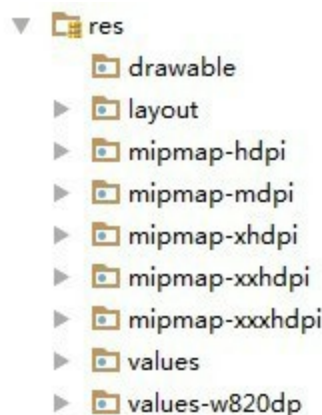 res
drawable
layout
mipmap-hdpi
mipmap-mdpi
mipmap-xhdpi
mipmap-xxhdpi
mipmap-xxxhdpi
values
values-w820dp